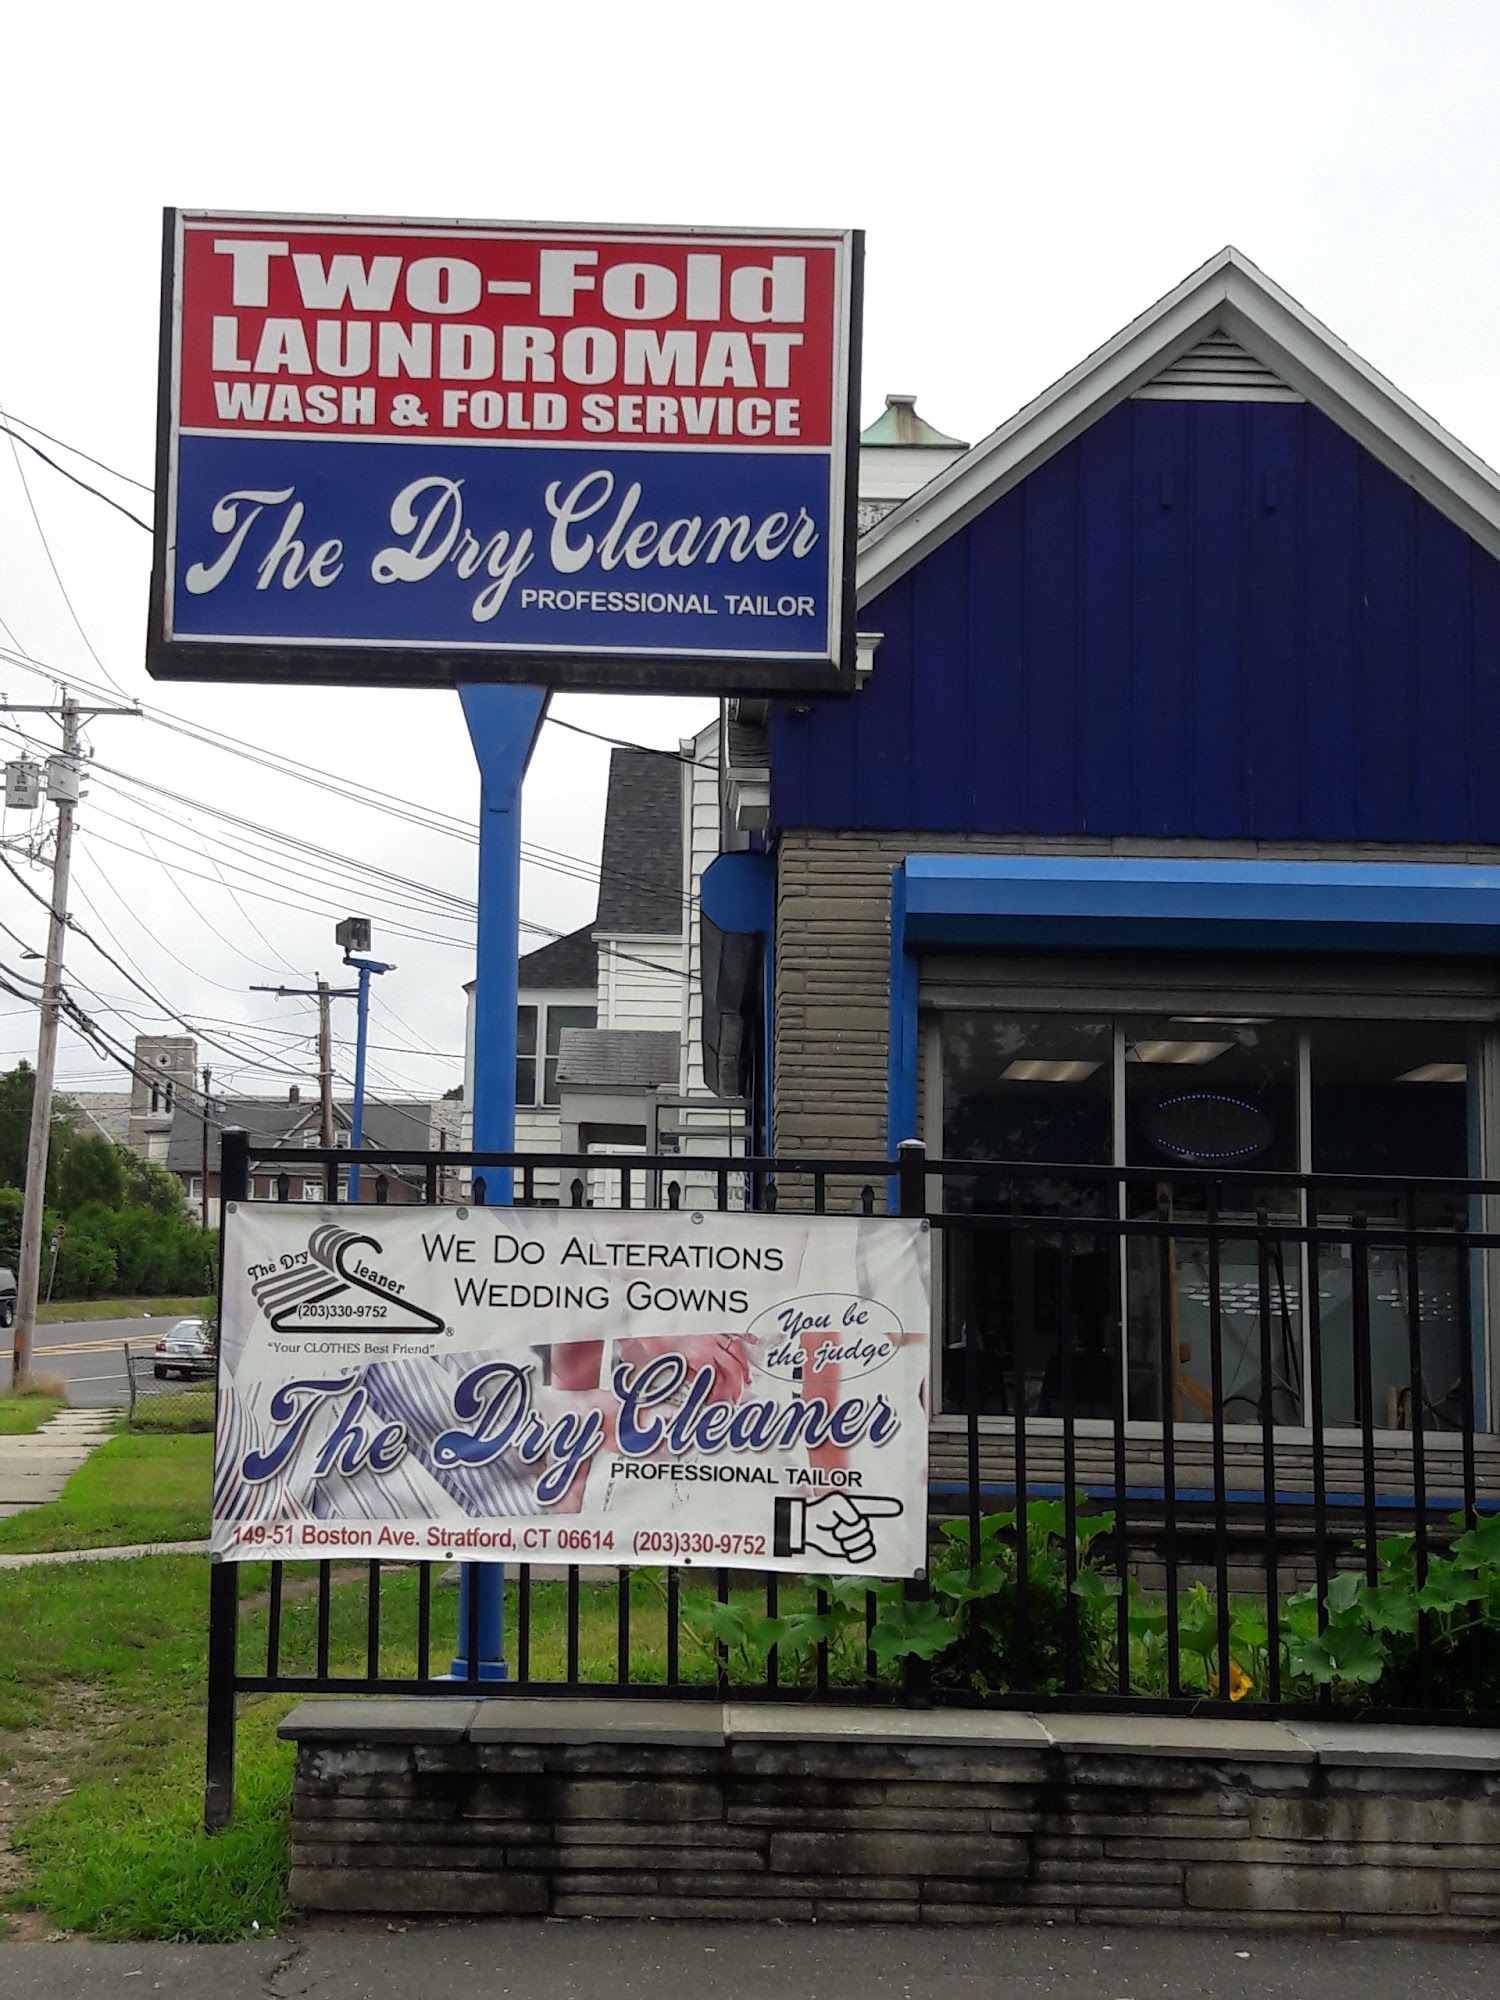 Two-Fold
LAUNDROMAT
WASH & FOLD SERVICE
The Dry Cleaner
PROFESSIONAL TAILOR
The Dry Cleaner
(203)330-9752
®
"Your CLOTHES Best Friend"
WE DO ALTERATIONS
WEDDING GOWNS
You be
the judge
The Dry Cleaner
PROFESSIONAL TAILOR
149-51 Boston Ave. Stratford, CT 06614 (203)330-9752